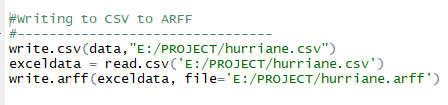 #Writing to CSV to ARFF
#--------------------------------
write.csv(data,"E:/PROJECT/hurriane.csv")
exceldata = read.csv('E:/PROJECT/hurriane.csv')
write.arff(exceldata, file='E:/PROJECT/hurriane.arff')